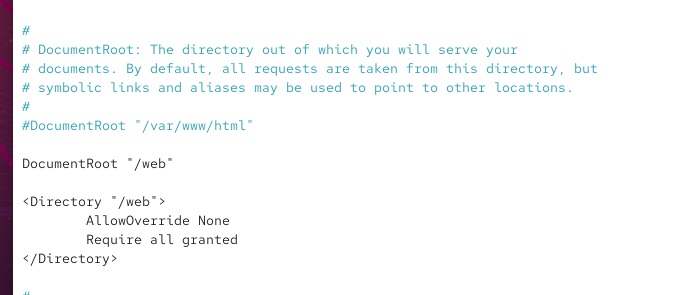 #
# DocumentRoot: The directory out of which you will serve your
# documents. By default, all requests are taken from this directory, but
# symbolic links and aliases may be used to point to other locations.
#
#DocumentRoot "/var/www/html"
DocumentRoot "/web"
<Directory "/web">
        AllowOverride None
        Require all granted
</Directory>
#